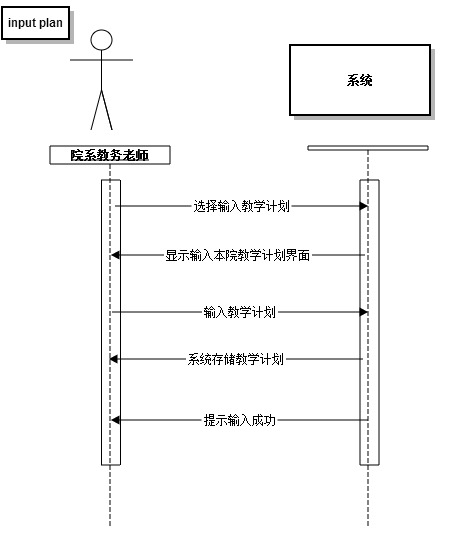 input plan
系统
院系教务老师
选择输入教学计划
显示输入本院教学计划界面
输入教学计划
系统存储教学计划
提示输入成功